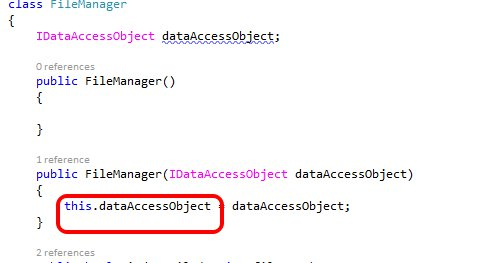 class FileManager
{
IDataAccessObject dataAccessObject;
0 references
public FileManager()
{
}
1 reference
public FileManager(IDataAccessObject dataAccessObject)
{
this.dataAccessObject = dataAccessObject;
}
2 references